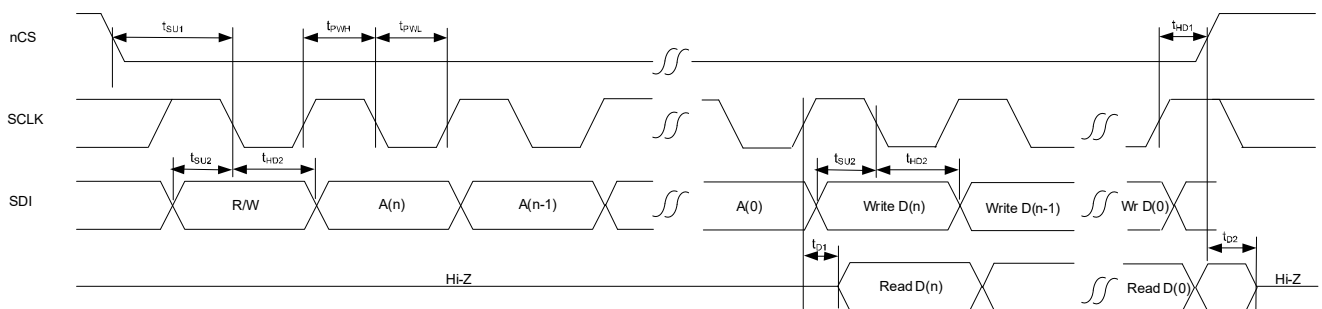 nCS
tSU1
tPWH
tPWL
tHD1
SCLK
tSU2
tHD2
tSU2
tHD2
SDI
R/W
A(n)
A(n-1)
A(0)
Write D(n)
Write D(n-1)
Wr D(0)
tD1
tD2
Hi-Z
Read D(n)
Read D(0)
Hi-Z